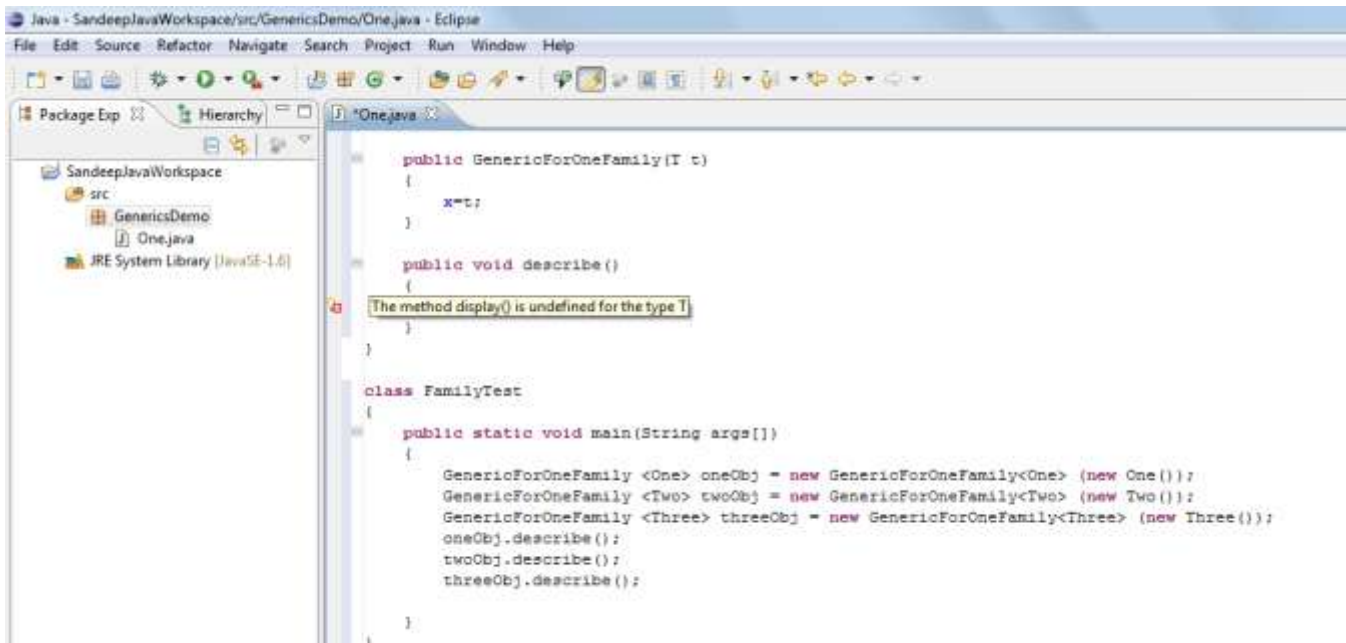 Java - SandeepJavaWorkspace/src/GenericsDemo/One.java - Eclipse
File Edit Source Refactor Navigate Search Project Run Window Help
Package Exp Hierarchy
*One.java
SandeepJavaWorkspace
src
GenericsDemo
One.java
JRE System Library [JavaSE-1.6]
public GenericForOneFamily(T t)
{
x=t;
}
public void describe()
{
The method display() is undefined for the type T
}
}
class FamilyTest
{
public static void main(String args[])
{
GenericForOneFamily <One> oneObj = new GenericForOneFamily<One> (new One());
GenericForOneFamily <Two> twoObj = new GenericForOneFamily<Two> (new Two());
GenericForOneFamily <Three> threeObj = new GenericForOneFamily<Three> (new Three());
oneObj.describe();
twoObj.describe();
threeObj.describe();
}
}